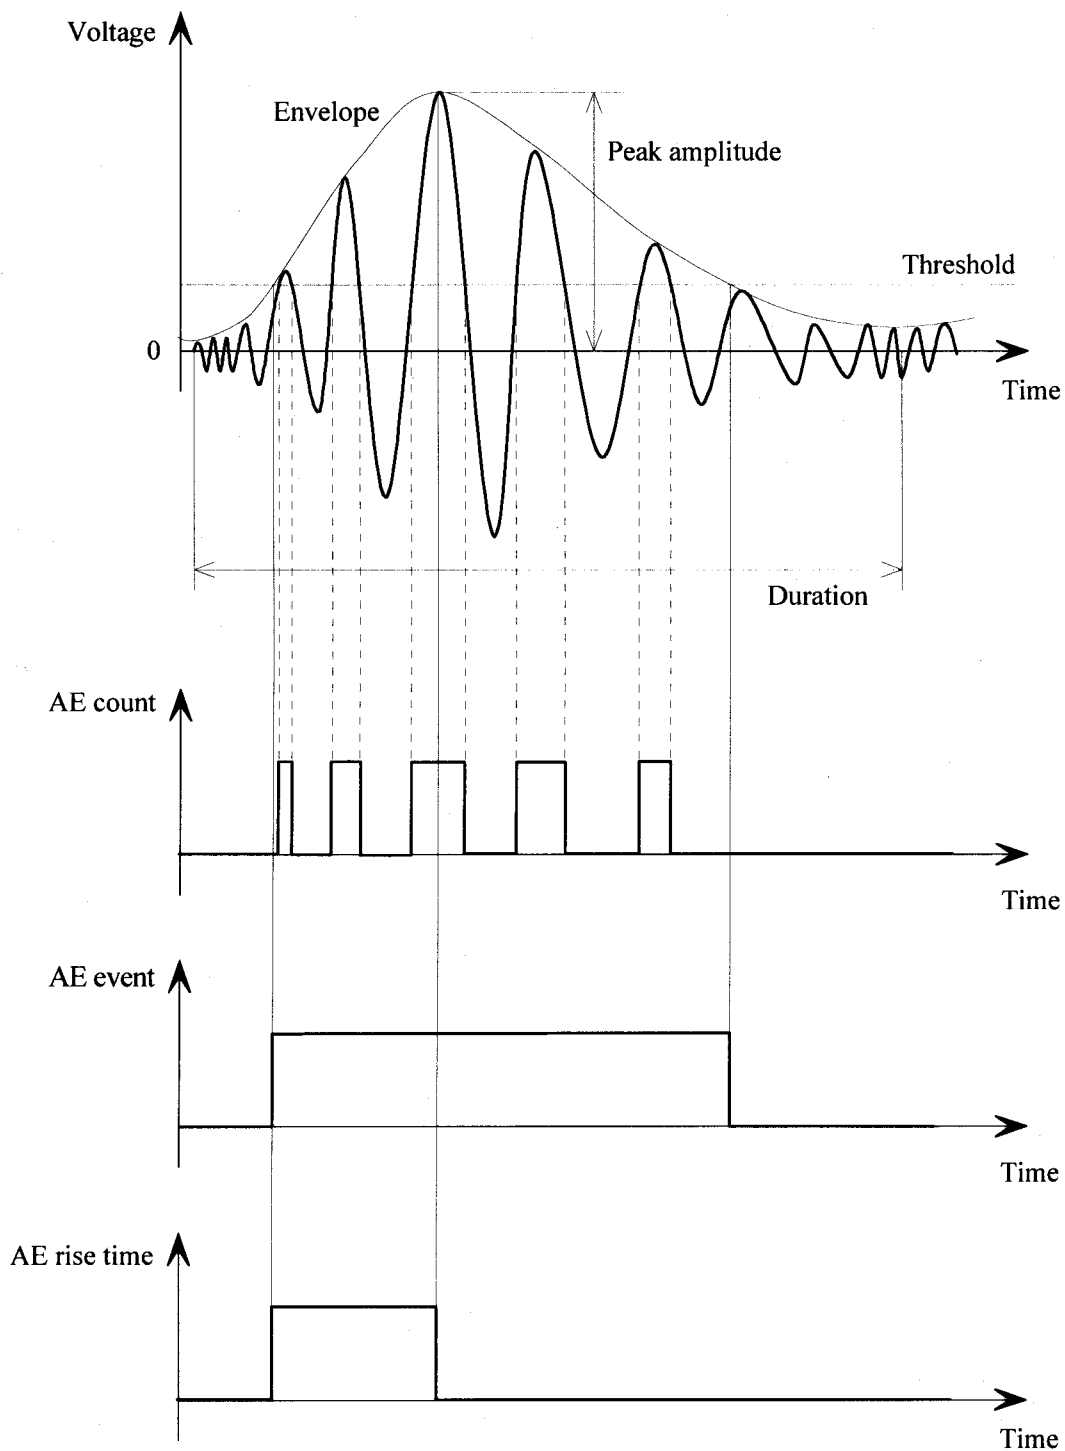 Voltage
Envelope
Peak amplitude
Threshold
0
Time
Duration
AE count
Time
AE event
Time
AE rise time
Time